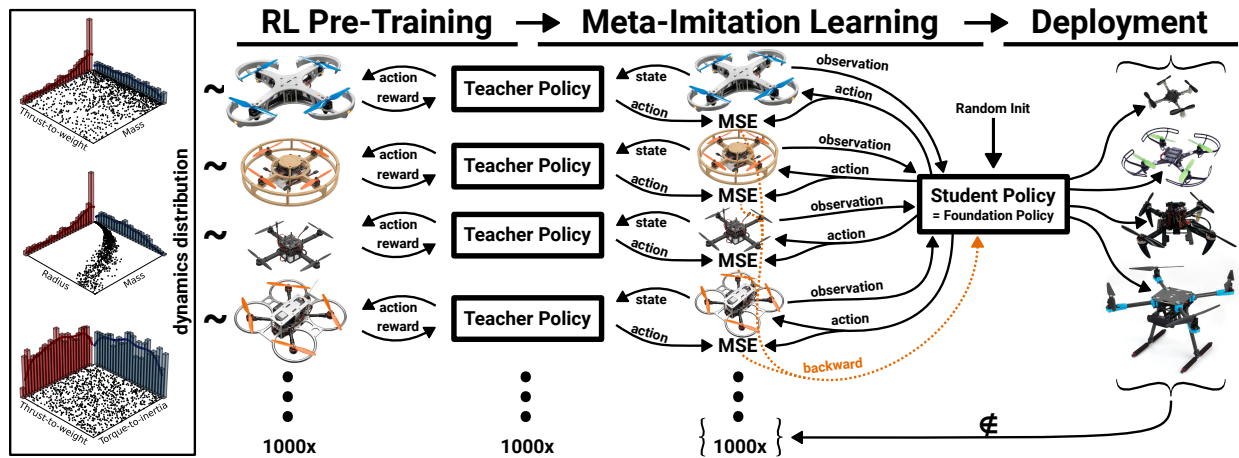 RL Pre-Training
Meta-Imitation Learning
Deployment
dynamics distribution
Thrust-to-weight
Mass
Radius
Mass
Thrust-to-weight
Torque-to-inertia
~
action
reward
Teacher Policy
state
action
MSE
observation
action
~
action
reward
Teacher Policy
state
action
MSE
observation
action
~
action
reward
Teacher Policy
state
action
MSE
observation
action
~
action
reward
Teacher Policy
state
action
MSE
observation
action
backward
Random Init
Student Policy
= Foundation Policy
1000x
1000x
{ 1000x }
∉